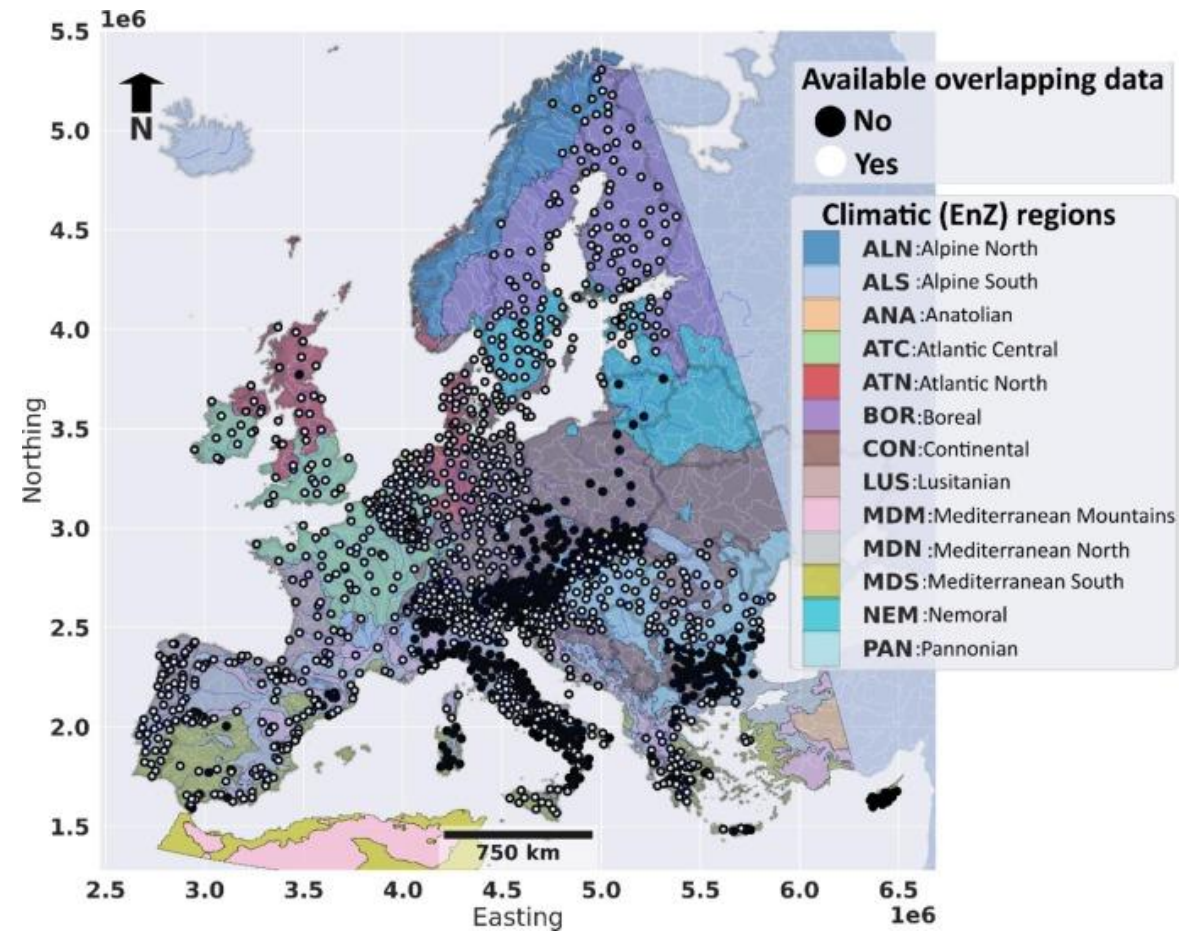 1e6
5.5
5.0
4.5
4.0
3.5
3.0
2.5
2.0
1.5
Northing
N
Available overlapping data
No
Yes
Climatic (EnZ) regions
ALN:Alpine North
ALS :Alpine South
ANA:Anatolian
ATC:Atlantic Central
ATN:Atlantic North
BOR:Boreal
CON:Continental
LUS:Lusitanian
MDM:Mediterranean Mountains
MDN :Mediterranean North
MDS:Mediterranean South
NEM:Nemoral
PAN:Pannonian
750 km
2.5 3.0 3.5 4.0 4.5 5.0 5.5 6.0 6.5
Easting
1e6